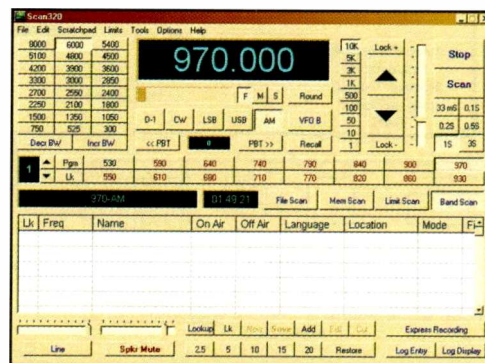 Scan320
File Edit Scratchpad Limits Tools Options Help
8000 6000 5400
5100 4800 4500
4200 3900 3600
3300 3000 2850
2700 2550 2400
2250 2100 1800
1500 1350 1050
750 525 300
Decr BW Incr BW
970.000
F M S Round
D-1 CW LSB USB AM VFO B
<< PBT 0 PBT >> Recall
10K
5K
3K
1K
500
100
50
10
1
Lock +
Lock -
Stop
Scan
33 mS 0.1S
0.25 0.5S
1S 3S
1 Pgm 530 590 640 740 790 840 900 970
Lk 550 610 680 710 770 820 860 930
970-AM 01:49:21 File Scan Mem Scan Limit Scan Band Scan
Lk Freq Name On Air Off Air Language Location Mode
Lookup Lk Add Express Recording
Line Spkr Mute 2.5 5 10 15 20 Restore Log Entry Log Display